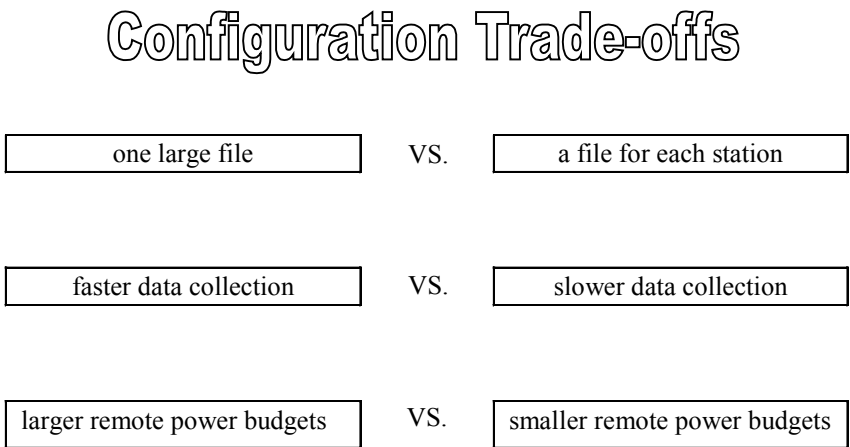 Configuration Trade-offs
one large file VS. a file for each station
faster data collection VS. slower data collection
larger remote power budgets VS. smaller remote power budgets